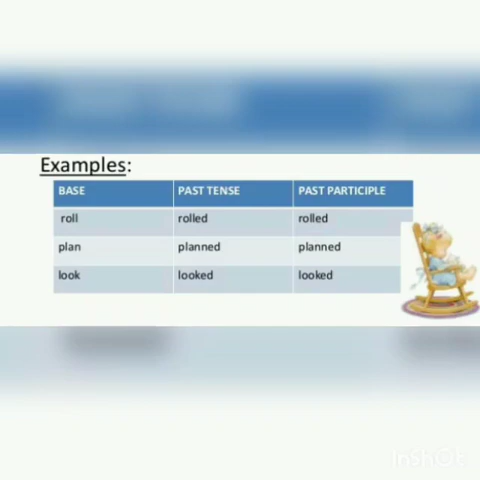 Examples:
BASE PAST TENSE PAST PARTICIPLE
roll rolled rolled
plan planned planned
look looked looked
InShOt